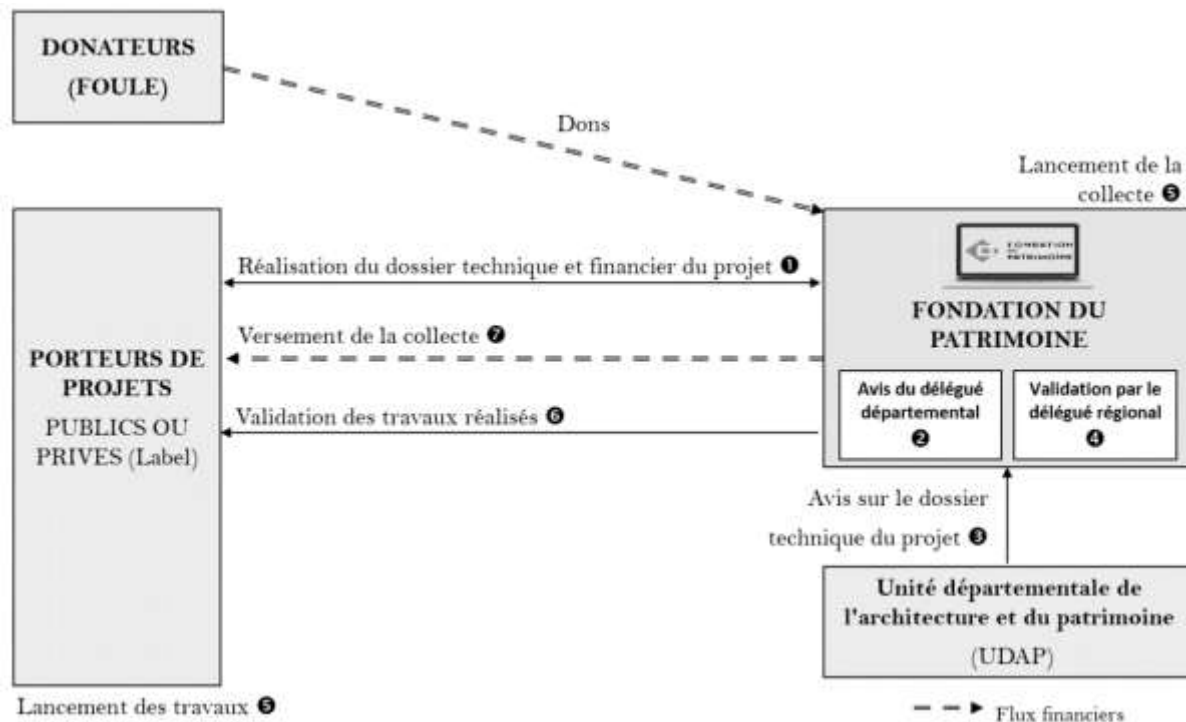 DONATEURS
(FOULE)
Dons
Lancement de la
collecte ❺
Réalisation du dossier technique et financier du projet ❶
FONDATION
DU
PATRIMOINE
FONDATION DU
PATRIMOINE
Versement de la collecte ❼
PORTEURS DE
PROJETS
PUBLICS OU
PRIVES (Label)
Avis du délégué
départemental
❷
Validation par le
délégué régional
❹
Validation des travaux réalisés ❻
Avis sur le dossier
technique du projet ❸
Unité départementale de
l'architecture et du patrimoine
(UDAP)
Lancement des travaux ❺
Flux financiers